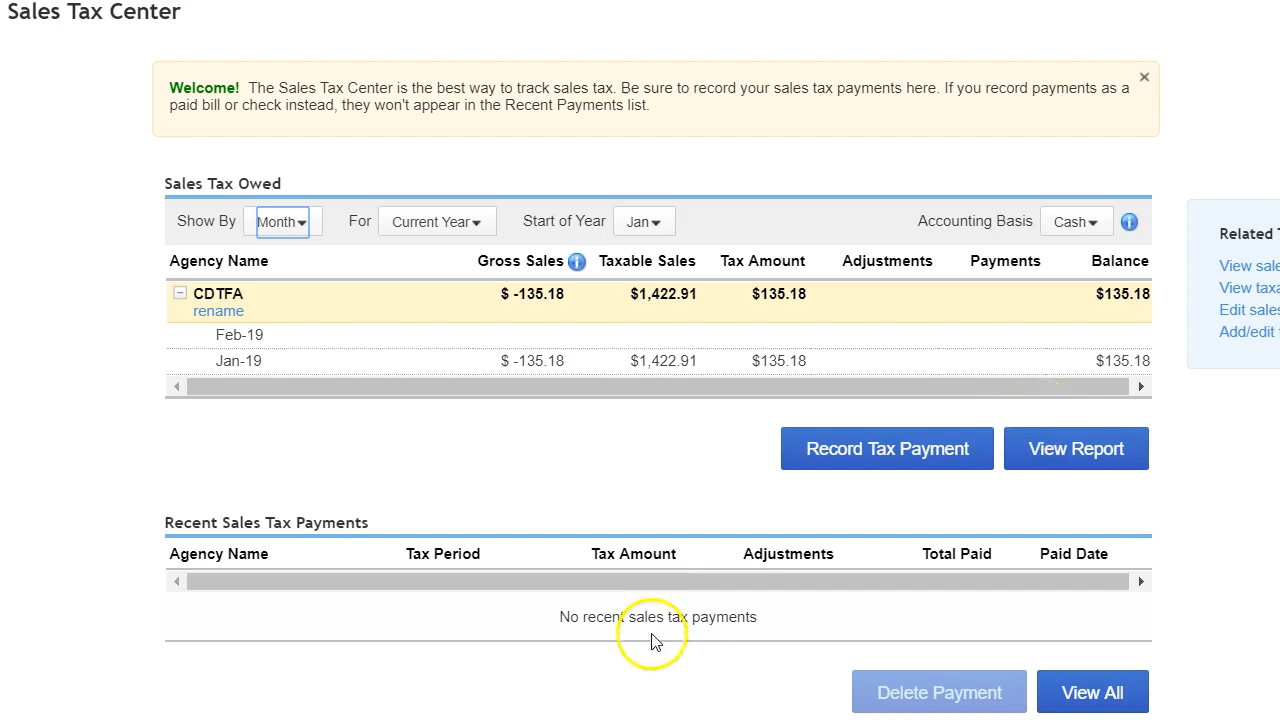 Sales Tax Center
Welcome! The Sales Tax Center is the best way to track sales tax. Be sure to record your sales tax payments here. If you record payments as a
paid bill or check instead, they won't appear in the Recent Payments list.
Sales Tax Owed
Show By Month For Current Year Start of Year Jan Accounting Basis Cash
Agency Name Gross Sales Taxable Sales Tax Amount Adjustments Payments Balance
CDTFA $ -135.18 $1,422.91 $135.18 $135.18
rename
Feb-19
Jan-19 $ -135.18 $1,422.91 $135.18 $135.18
Record Tax Payment View Report
Recent Sales Tax Payments
Agency Name Tax Period Tax Amount Adjustments Total Paid Paid Date
No recent sales tax payments
Delete Payment View All
Related
View
View
Edit
Add/edit